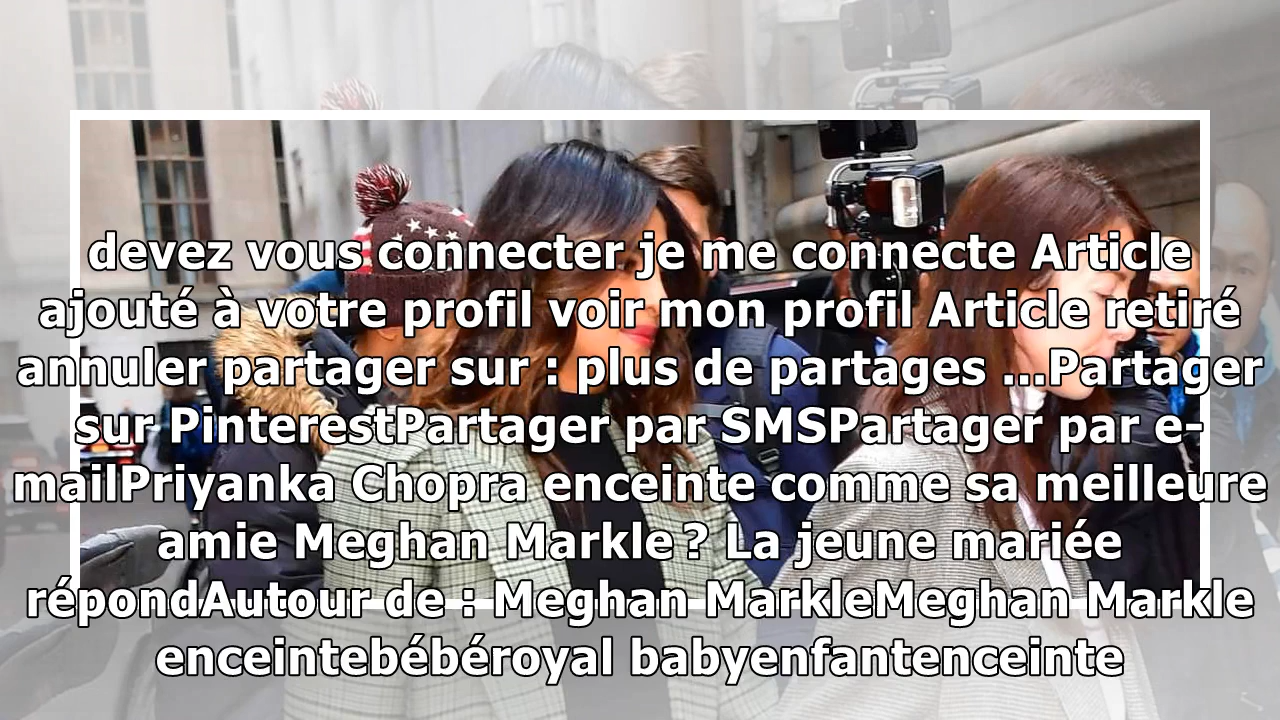 devez vous connecter je me connecte Article
ajouté à votre profil voir mon profil Article retiré
annuler partager sur : plus de partages ...Partager
sur PinterestPartager par SMSPartager par e-
mailPriyanka Chopra enceinte comme sa meilleure
amie Meghan Markle ? La jeune mariée
répondAutour de : Meghan MarkleMeghan Markle
enceintebébéroyal babyenfantenceinte